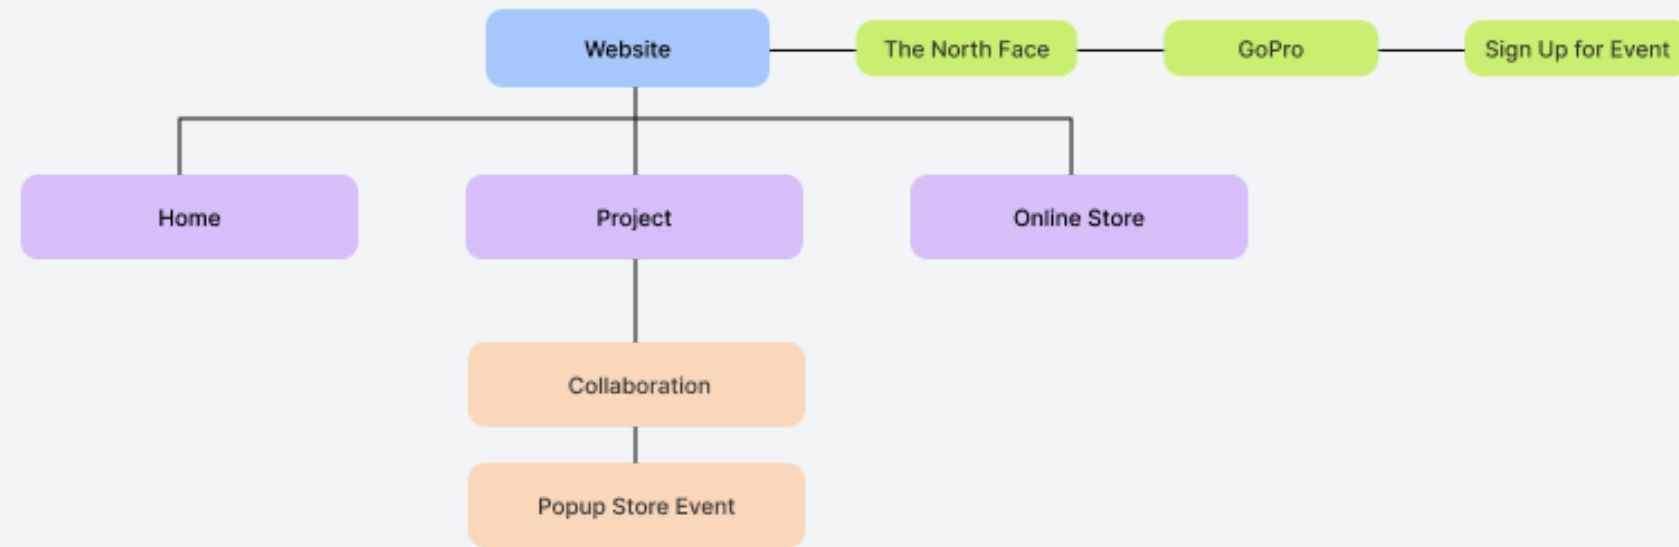 Website
The North Face
GoPro
Sign Up for Event
Home
Project
Online Store
Collaboration
Popup Store Event